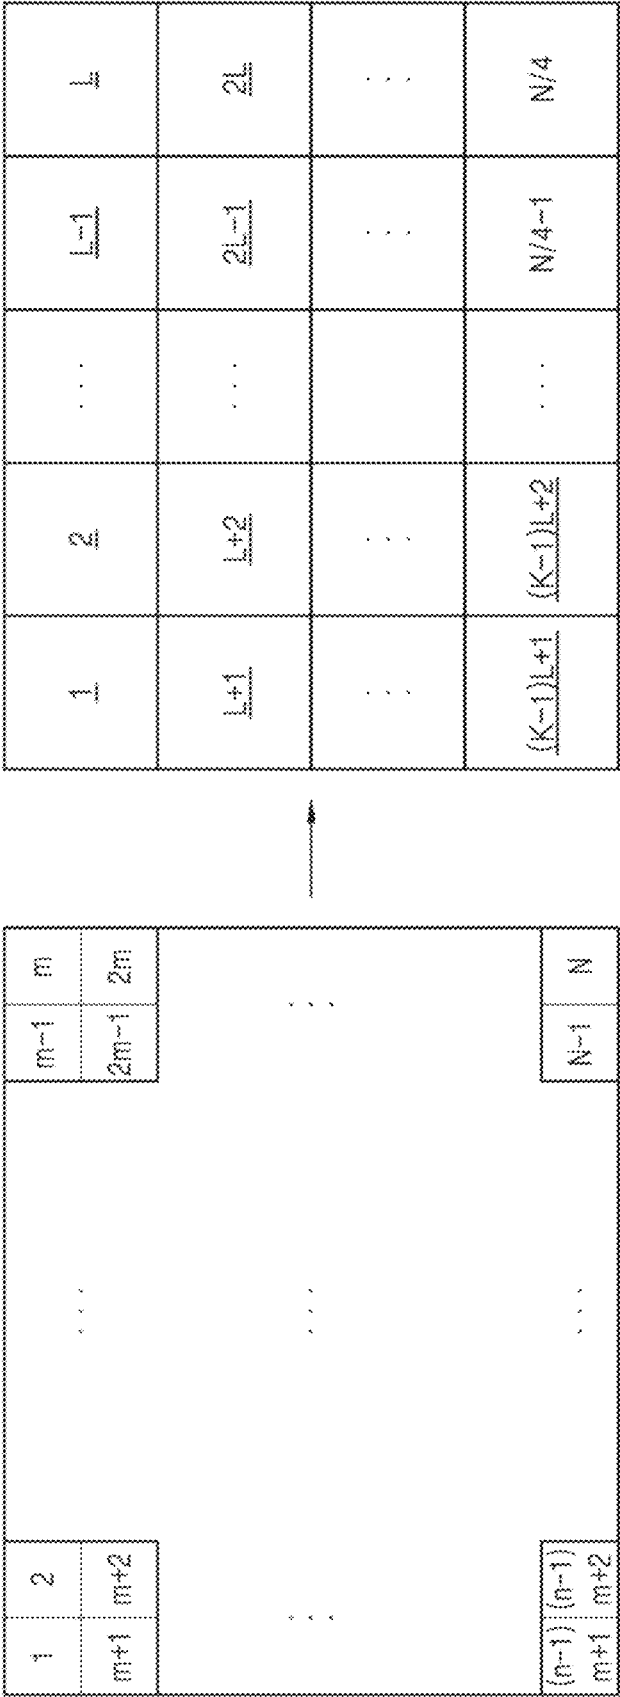 1 2 ... m-1 m
m+1 m+2 2m-1 2m
... ... ...
(n-1) (n-1) ... N-1 N
m+1 m+2
1 2 ... L-1 L
L+1 L+2 ... 2L-1 2L
... ... ... ...
(K-1)L+1 (K-1)L+2 ... N/4-1 N/4